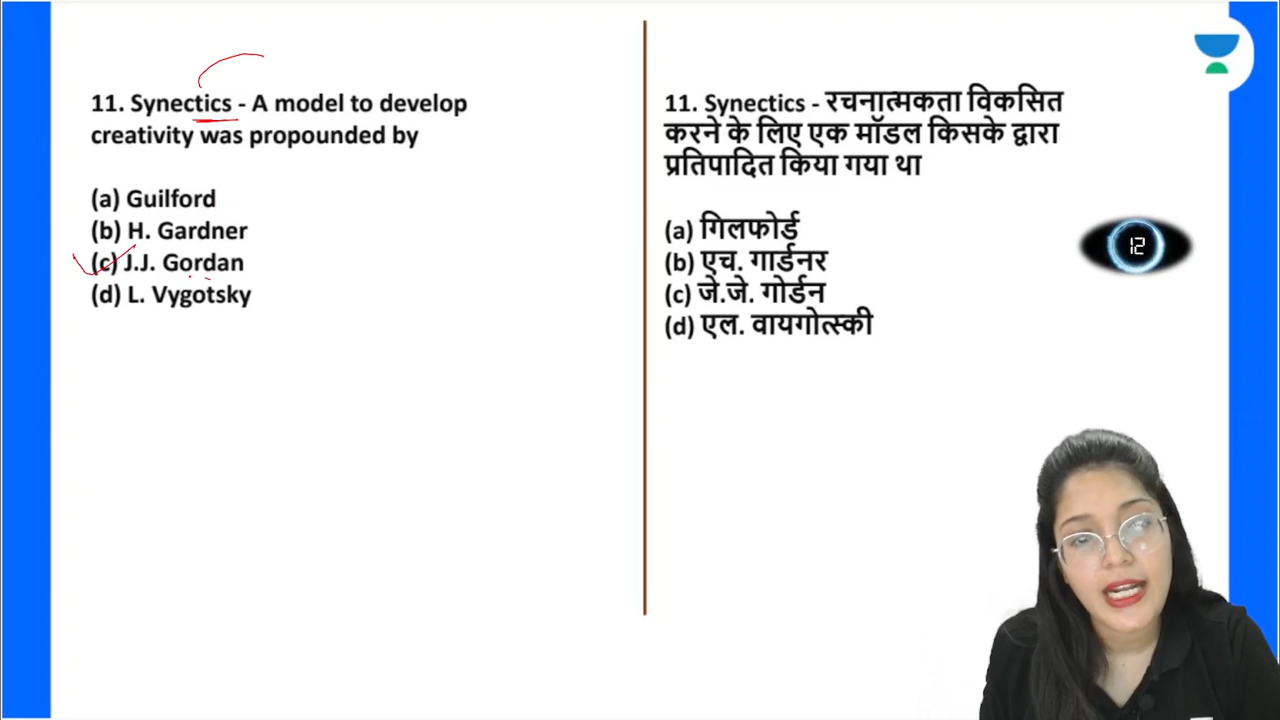 11. Synectics - A model to develop
creativity was propounded by
(a) Guilford
(b) H. Gardner
(c) J.J. Gordan
(d) L. Vygotsky
11. Synectics - रचनात्मकता विकसित
करने के लिए एक मॉडल किसके द्वारा
प्रतिपादित किया गया था
(a) गिलफोर्ड
(b) एच. गार्डनर
(c) जे.जे. गोर्डन
(d) एल. वायगोत्स्की
12